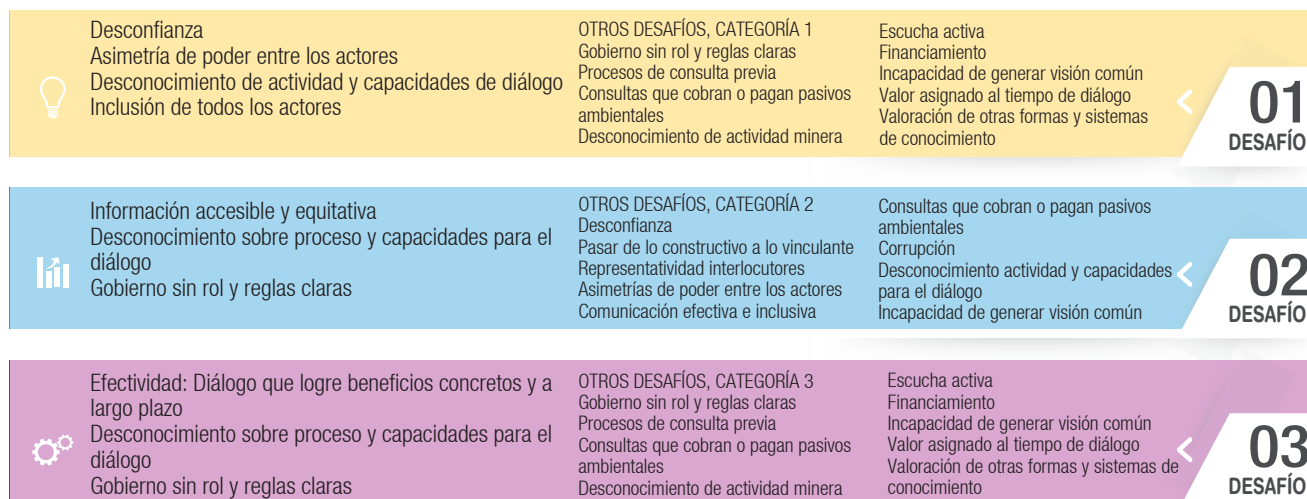 Desconfianza
Asimetría de poder entre los actores
Desconocimiento de actividad y capacidades de diálogo
Inclusión de todos los actores
OTROS DESAFÍOS, CATEGORÍA 1
Gobierno sin rol y reglas claras
Procesos de consulta previa
Consultas que cobran o pagan pasivos
ambientales
Desconocimiento de actividad minera
Escucha activa
Financiamiento
Incapacidad de generar visión común
Valor asignado al tiempo de diálogo
Valoración de otras formas y sistemas
de conocimiento
01
DESAFÍO
Información accesible y equitativa
Desconocimiento sobre proceso y capacidades para el
diálogo
Gobierno sin rol y reglas claras
OTROS DESAFÍOS, CATEGORÍA 2
Desconfianza
Pasar de lo constructivo a lo vinculante
Representatividad interlocutores
Asimetrías de poder entre los actores
Comunicación efectiva e inclusiva
Consultas que cobran o pagan pasivos
ambientales
Corrupción
Desconocimiento actividad y capacidades
para el diálogo
Incapacidad de generar visión común
02
DESAFÍO
Efectividad: Diálogo que logre beneficios concretos y a
largo plazo
Desconocimiento sobre proceso y capacidades para el
diálogo
Gobierno sin rol y reglas claras
OTROS DESAFÍOS, CATEGORÍA 3
Gobierno sin rol y reglas claras
Procesos de consulta previa
Consultas que cobran o pagan pasivos
ambientales
Desconocimiento de actividad minera
Escucha activa
Financiamiento
Incapacidad de generar visión común
Valor asignado al tiempo de diálogo
Valoración de otras formas y sistemas de
conocimiento
03
DESAFÍO